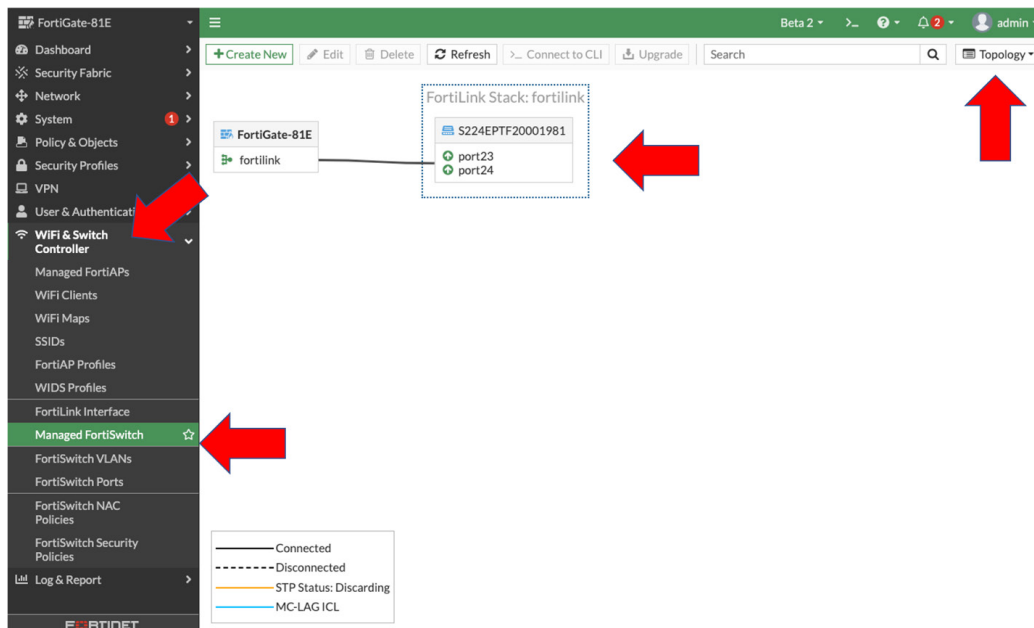 FortiGate-81E
Beta 2
>_
2
admin
Dashboard
Security Fabric
Network
System
1
Policy & Objects
Security Profiles
VPN
User & Authenticati
WiFi & Switch
Controller
Managed FortiAPs
WiFi Clients
WiFi Maps
SSIDs
FortiAP Profiles
WIDS Profiles
FortiLink Interface
Managed FortiSwitch
FortiSwitch VLANs
FortiSwitch Ports
FortiSwitch NAC
Policies
FortiSwitch Security
Policies
Log & Report
FORTINET
+Create New
Edit
Delete
Refresh
>_ Connect to CLI
Upgrade
Search
Topology
FortiLink Stack: fortilink
FortiGate-81E
fortilink
S224EPTF20001981
port23
port24
Connected
Disconnected
STP Status: Discarding
MC-LAG ICL